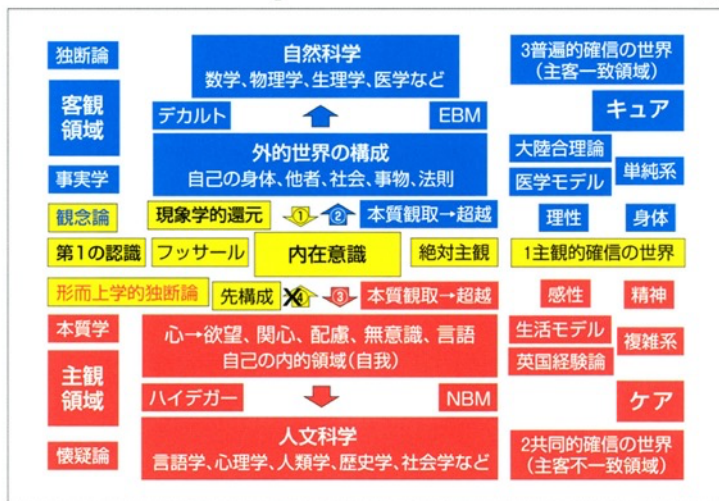 独断論
自然科学
数学、物理学、生理学、医学など
3普遍的確信の世界
(主客一致領域)
客観
領域
デカルト
EBM
キュア
外的世界の構成
自己の身体、他者、社会、事物、法則
大陸合理論
単純系
事実学
医学モデル
観念論
現象学的還元
①
②
本質観取→超越
理性
身体
第1の認識
フッサール
内在意識
絶対主観
1主観的確信の世界
形而上学的独断論
先構成
X④
③
本質観取→超越
感性
精神
本質学
心→欲望、関心、配慮、無意識、言語
自己の内的領域(自我)
生活モデル
複雑系
英国経験論
主観
領域
ハイデガー
NBM
ケア
懐疑論
人文科学
言語学、心理学、人類学、歴史学、社会学など
2共同的確信の世界
(主客不一致領域)